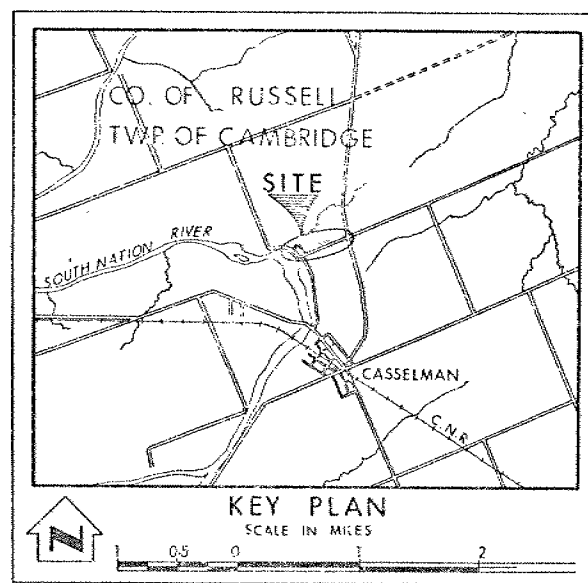 CO. OF RUSSELL
TWP. OF CAMBRIDGE
SITE
SOUTH NATION RIVER
17
CASSELMAN
C.N.R.
N
KEY PLAN
SCALE IN MILES
1 0.5 0 1 2